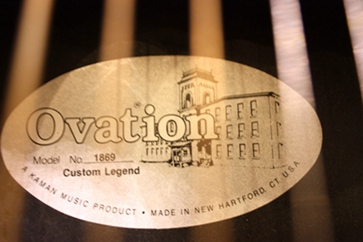 Ovation®
Model No. 1869
Custom Legend
A KAMAN MUSIC PRODUCT • MADE IN NEW HARTFORD, CT. U.S.A.